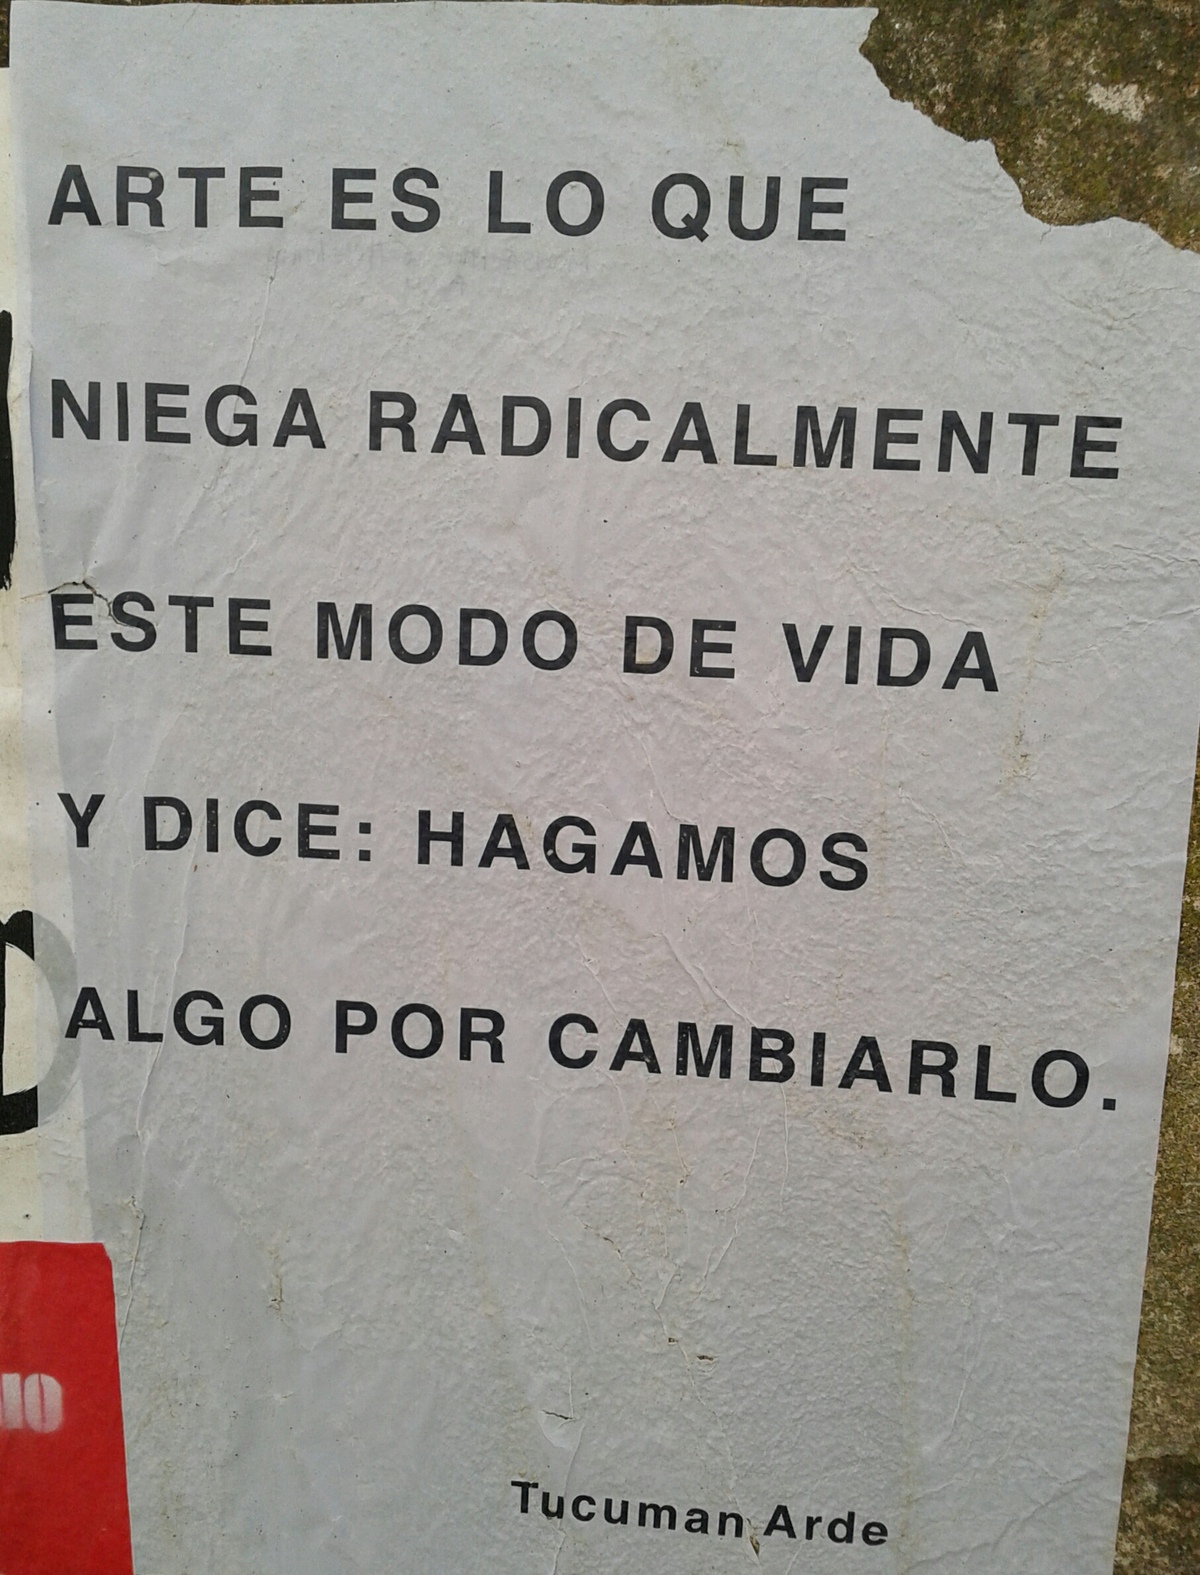 ARTE ES LO QUE
NIEGA RADICALMENTE
ESTE MODO DE VIDA
Y DICE: HAGAMOS
ALGO POR CAMBIARLO.
Tucuman Arde